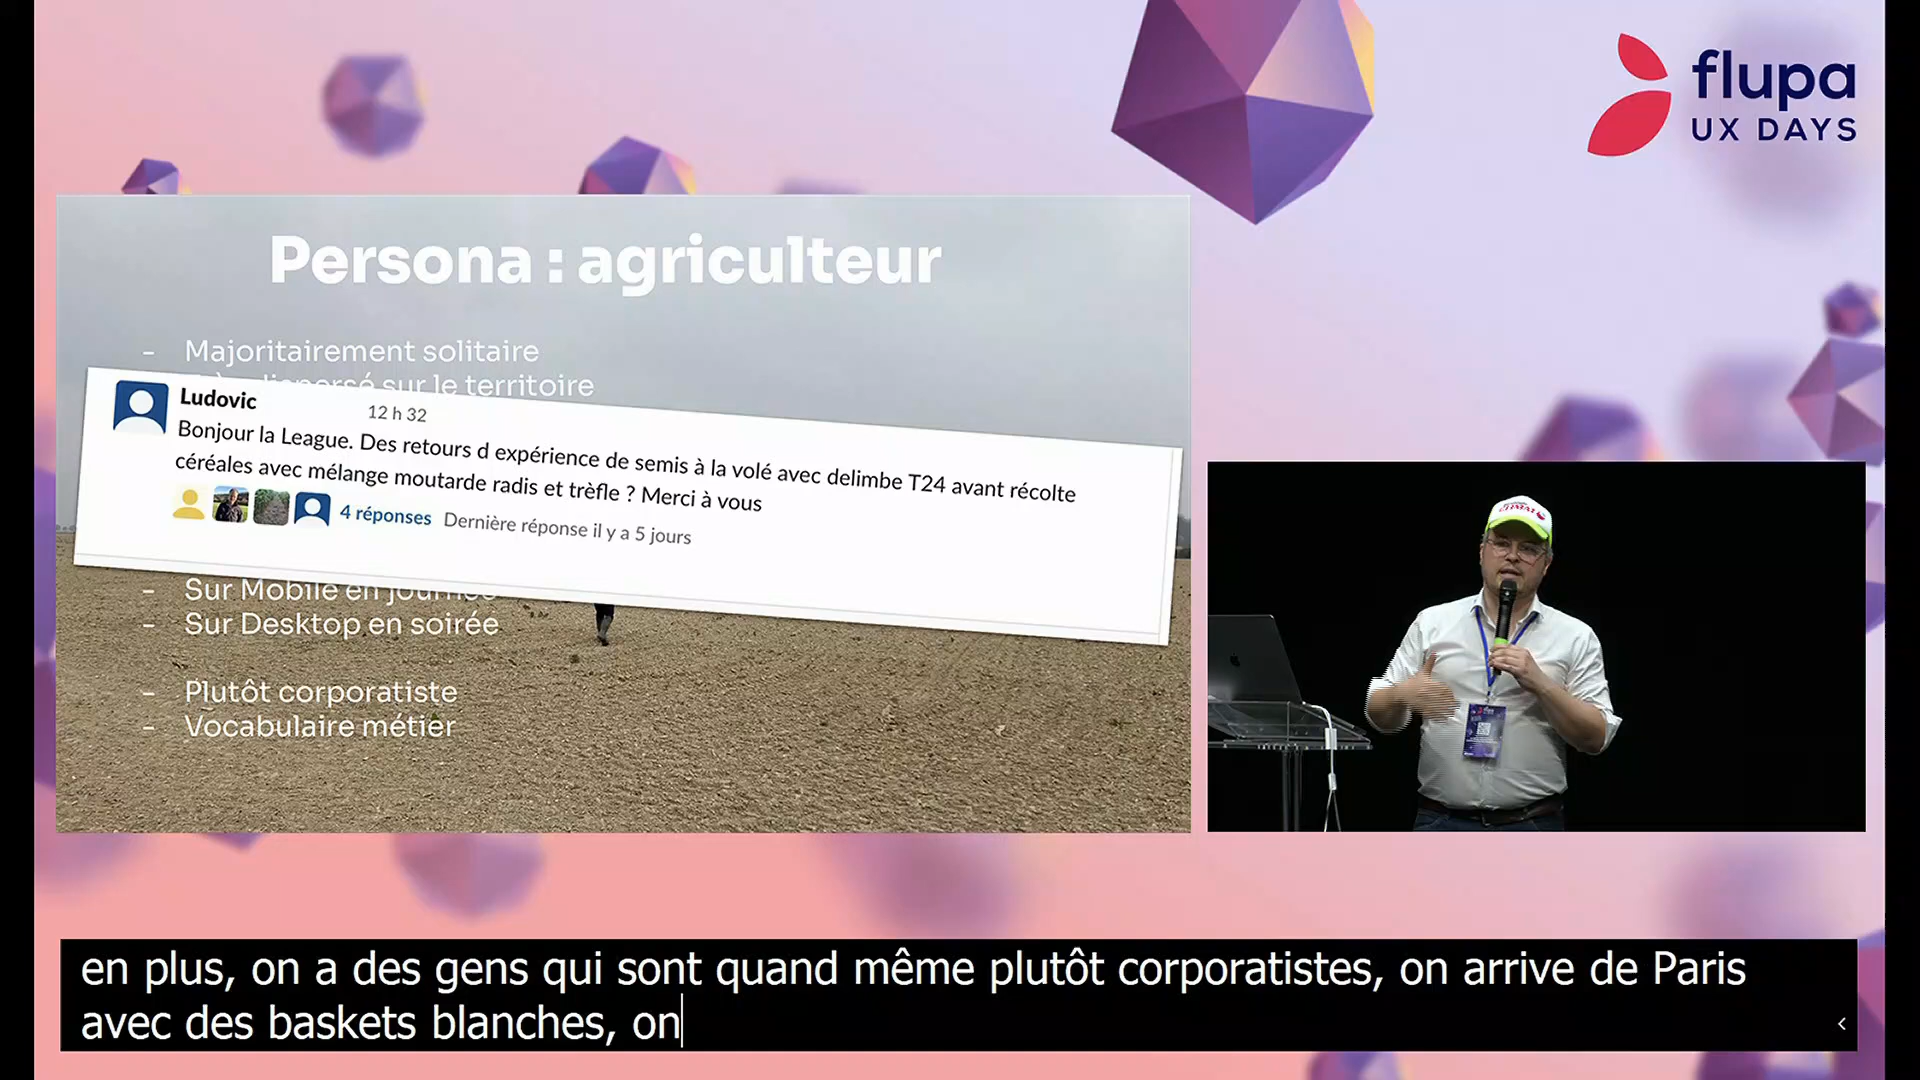 flupa
UX DAYS
Persona : agriculteur
- Majoritairement solitaire
sur le territoire
Ludovic
12 h 32
Bonjour la League. Des retours d expérience de semis à la volé avec delimbe T24 avant récolte
céréales avec mélange moutarde radis et trèfle ? Merci à vous
4 réponses Dernière réponse il y a 5 jours
- Sur Mobile en journée
- Sur Desktop en soirée
- Plutôt corporatiste
- Vocabulaire métier
flupa
en plus, on a des gens qui sont quand même plutôt corporatistes, on arrive de Paris
avec des baskets blanches, on